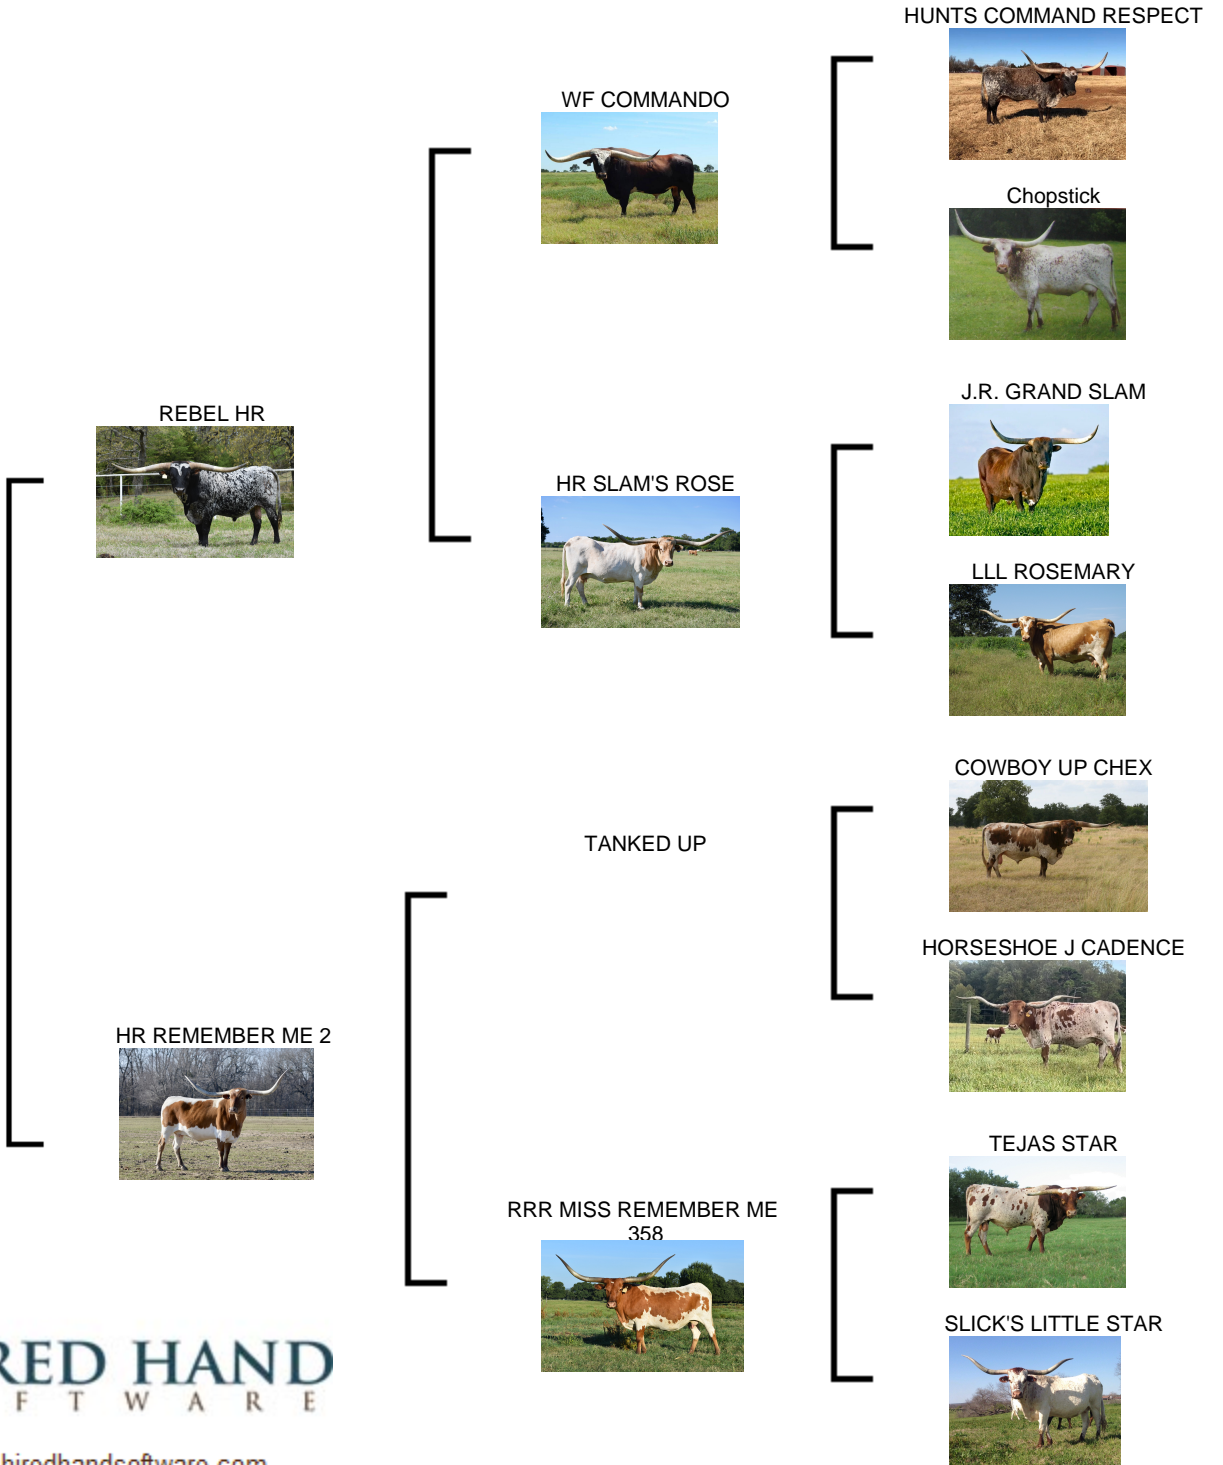 HUNTS COMMAND RESPECT
WF COMMANDO
Chopstick
J.R. GRAND SLAM
REBEL HR
HR SLAM'S ROSE
LLL ROSEMARY
COWBOY UP CHEX
TANKED UP
HORSESHOE J CADENCE
HR REMEMBER ME 2
TEJAS STAR
RRR MISS REMEMBER ME
358
SLICK'S LITTLE STAR
RED HAND
F T W A R E
hiredhandsoftware.com